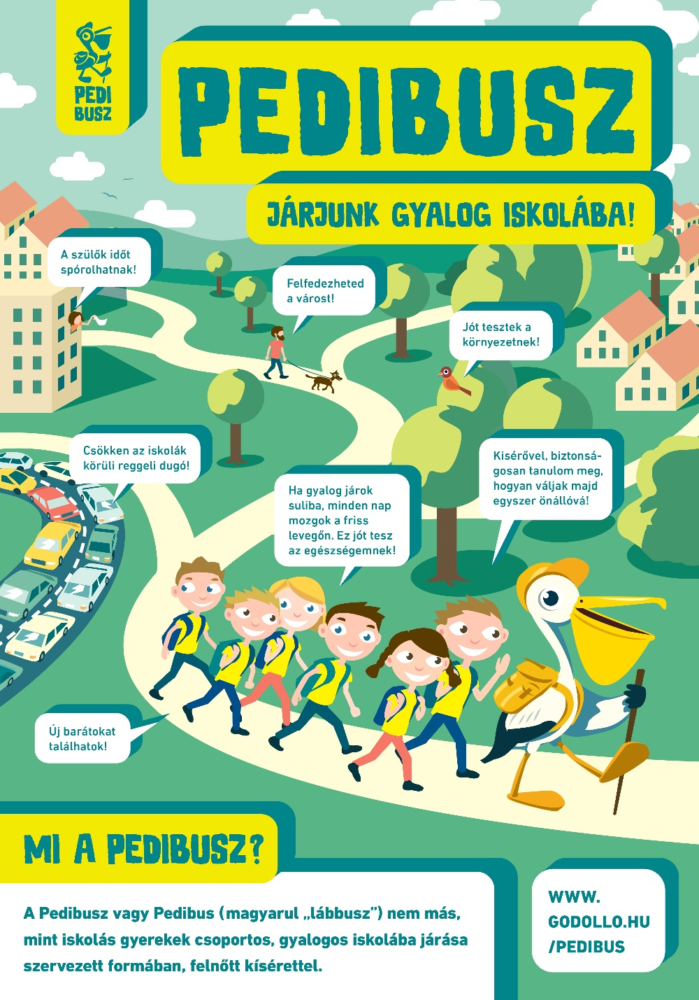 PEDI
BUSZ
PEDIBUSZ
JÁRJUNK GYALOG ISKOLÁBA!
A szülők időt
spórolhatnak!
Felfedezheted
a várost!
Jót tesztek a
környezetnek!
Csökken az iskolák
körüli reggeli dugó!
Ha gyalog járok
suliba, minden nap
mozgok a friss
levegőn. Ez jót tesz
az egészségemnek!
Kisérővel, biztonsá-
gosan tanulom meg,
hogyan váljak majd
egyszer önállóvá!
Új barátokat
találhatok!
MI A PEDIBUSZ?
A Pedibusz vagy Pedibus (magyarul „lábbusz”) nem más,
mint iskolás gyerekek csoportos, gyalogos iskolába járása
szervezett formában, felnőtt kísérettel.
WWW.
GODOLLO.HU
/PEDIBUS